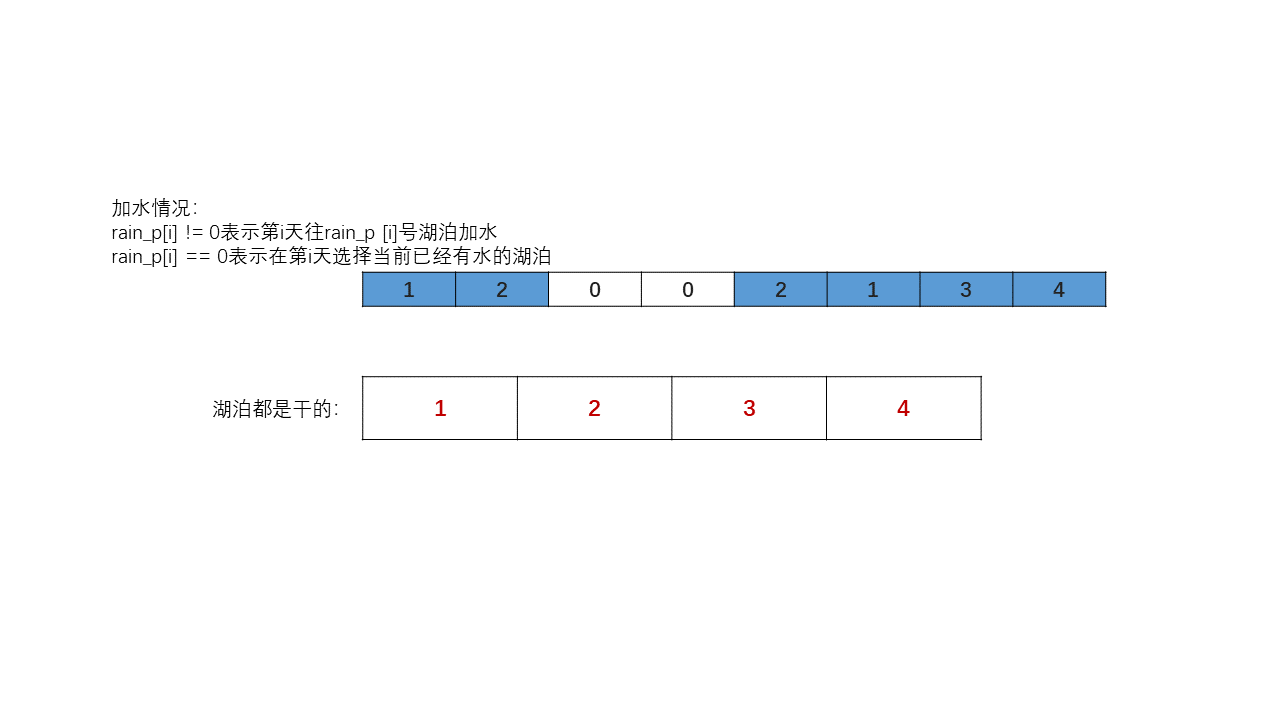 加水情况：
rain_p[i] != 0表示第i天往rain_p [i]号湖泊加水
rain_p[i] == 0表示在第i天选择当前已经有水的湖泊
1 2 0 0 2 1 3 4
湖泊都是干的： 1 2 3 4